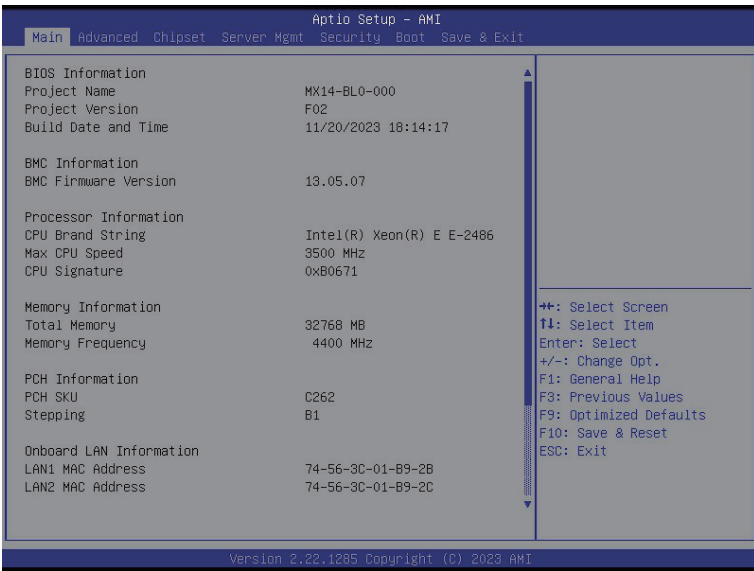 Aptio Setup – AMI
Main Advanced Chipset Server Mgmt Security Boot Save & Exit
BIOS Information
Project Name MX14-BL0-000
Project Version F02
Build Date and Time 11/20/2023 18:14:17
BMC Information
BMC Firmware Version 13.05.07
Processor Information
CPU Brand String Intel(R) Xeon(R) E E-2486
Max CPU Speed 3500 MHz
CPU Signature 0xB0671
Memory Information
Total Memory 32768 MB
Memory Frequency 4400 MHz
PCH Information
PCH SKU C262
Stepping B1
Onboard LAN Information
LAN1 MAC Address 74-56-3C-01-B9-2B
LAN2 MAC Address 74-56-3C-01-B9-2C
→←: Select Screen
↑↓: Select Item
Enter: Select
+/-: Change Opt.
F1: General Help
F3: Previous Values
F9: Optimized Defaults
F10: Save & Reset
ESC: Exit
Version 2.22.1285 Copyright (C) 2023 AMI